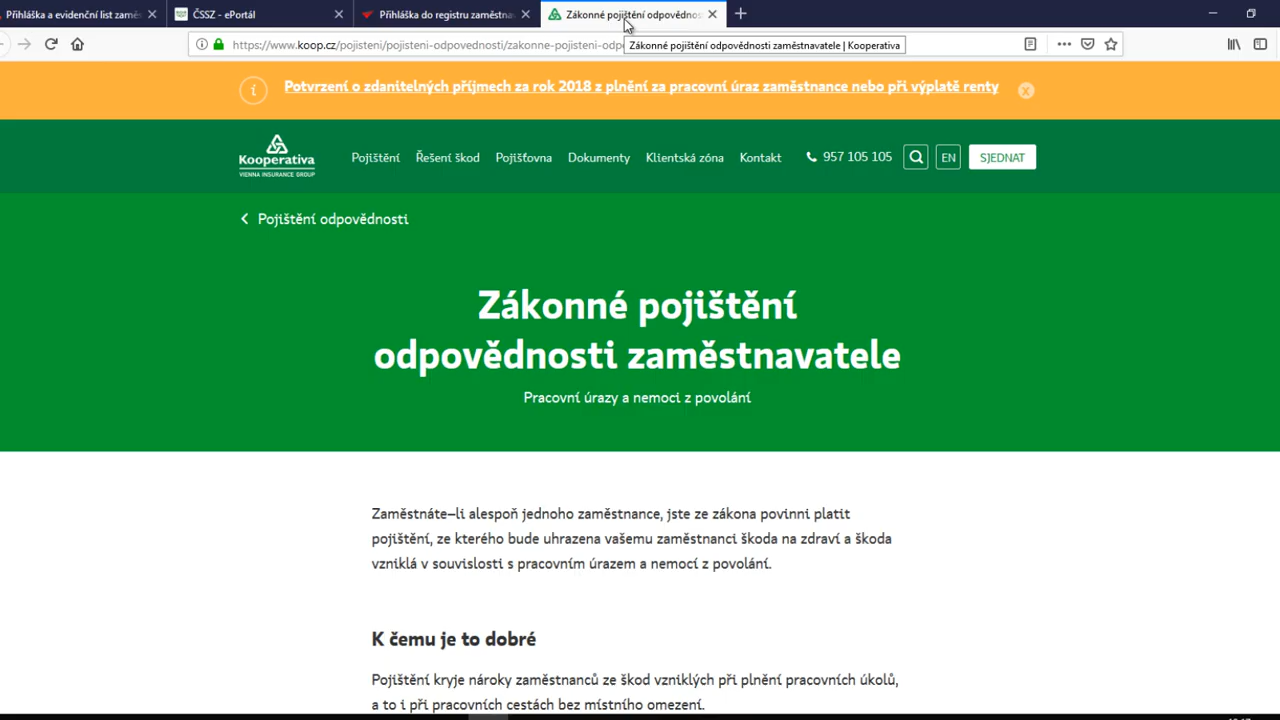 Přihláška a evidenční list zaměs
ČSSZ - ePortál
Přihláška do registru zaměstna
Zákonné pojištění odpovědnos
https://www.koop.cz/pojisteni/pojisteni-odpovednosti/zakonne-pojisteni-odp
Zákonné pojištění odpovědnosti zaměstnavatele | Kooperativa
Potvrzení o zdanitelných příjmech za rok 2018 z plnění za pracovní úraz zaměstnance nebo při výplatě renty
Kooperativa
VIENNA INSURANCE GROUP
Pojištění
Řešení škod
Pojišťovna
Dokumenty
Klientská zóna
Kontakt
957 105 105
EN
SJEDNAT
Pojištění odpovědnosti
Zákonné pojištění
odpovědnosti zaměstnavatele
Pracovní úrazy a nemoci z povolání
Zaměstnáte–li alespoň jednoho zaměstnance, jste ze zákona povinni platit
pojištění, ze kterého bude uhrazena vašemu zaměstnanci škoda na zdraví a škoda
vzniklá v souvislosti s pracovním úrazem a nemocí z povolání.
K čemu je to dobré
Pojištění kryje nároky zaměstnanců ze škod vzniklých při plnění pracovních úkolů,
a to i při pracovních cestách bez místního omezení.